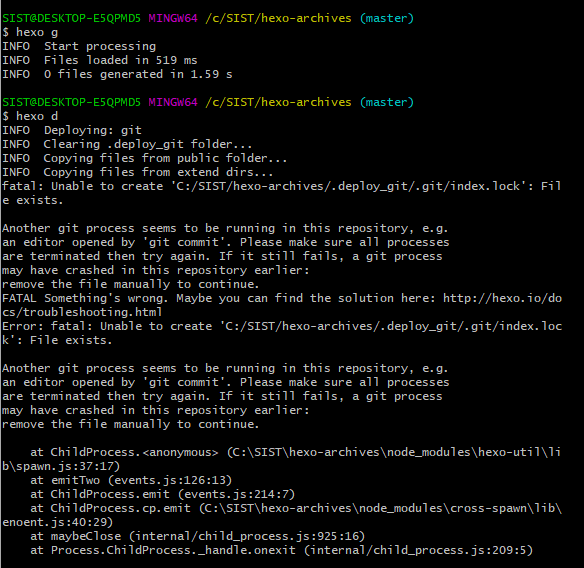 SIST@DESKTOP-E5QPMD5 MINGW64 /c/SIST/hexo-archives (master)
$ hexo g
INFO  Start processing
INFO  Files loaded in 519 ms
INFO  0 files generated in 1.59 s
SIST@DESKTOP-E5QPMD5 MINGW64 /c/SIST/hexo-archives (master)
$ hexo d
INFO  Deploying: git
INFO  Clearing .deploy_git folder...
INFO  Copying files from public folder...
INFO  Copying files from extend dirs...
fatal: Unable to create 'C:/SIST/hexo-archives/.deploy_git/.git/index.lock': Fil
e exists.
Another git process seems to be running in this repository, e.g.
an editor opened by 'git commit'. Please make sure all processes
are terminated then try again. If it still fails, a git process
may have crashed in this repository earlier:
remove the file manually to continue.
FATAL Something's wrong. Maybe you can find the solution here: http://hexo.io/do
cs/troubleshooting.html
Error: fatal: Unable to create 'C:/SIST/hexo-archives/.deploy_git/.git/index.loc
k': File exists.
Another git process seems to be running in this repository, e.g.
an editor opened by 'git commit'. Please make sure all processes
are terminated then try again. If it still fails, a git process
may have crashed in this repository earlier:
remove the file manually to continue.
    at ChildProcess.<anonymous> (C:\SIST\hexo-archives\node_modules\hexo-util\li
b\spawn.js:37:17)
    at emitTwo (events.js:126:13)
    at ChildProcess.emit (events.js:214:7)
    at ChildProcess.cp.emit (C:\SIST\hexo-archives\node_modules\cross-spawn\lib\
enoent.js:40:29)
    at maybeClose (internal/child_process.js:925:16)
    at Process.ChildProcess._handle.onexit (internal/child_process.js:209:5)